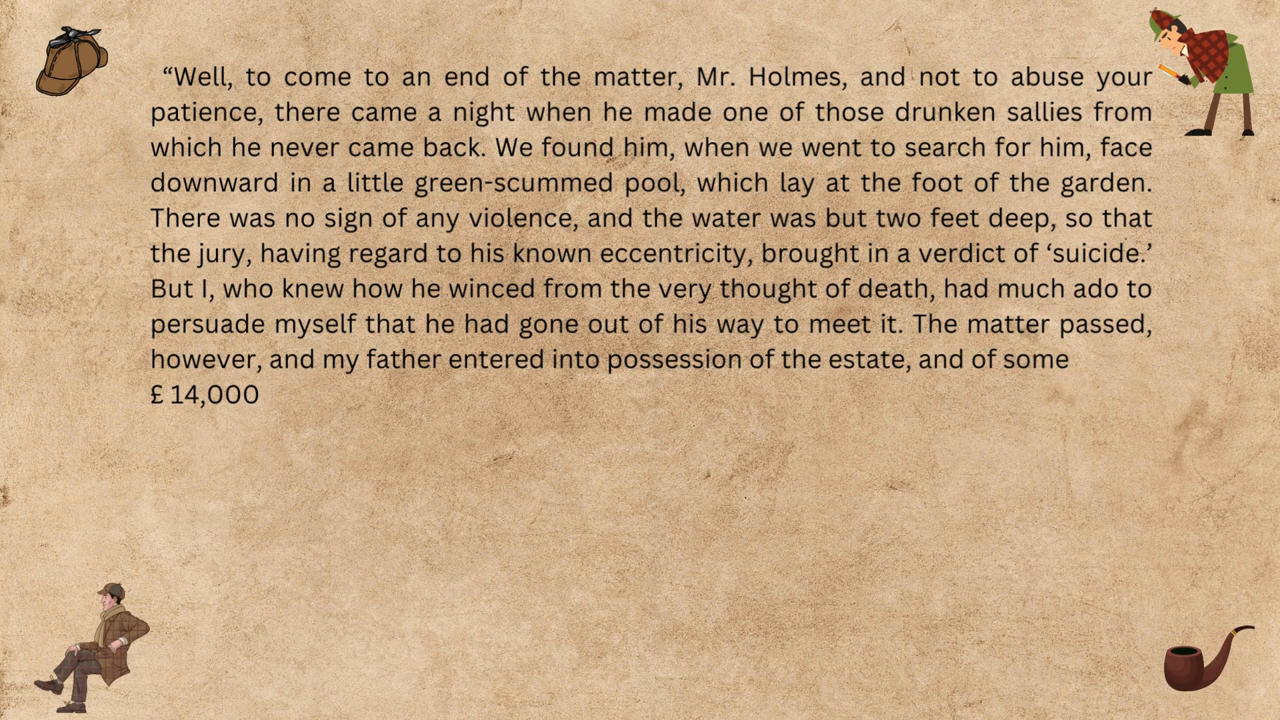 “Well, to come to an end of the matter, Mr. Holmes, and not to abuse your
patience, there came a night when he made one of those drunken sallies from
which he never came back. We found him, when we went to search for him, face
downward in a little green-scummed pool, which lay at the foot of the garden.
There was no sign of any violence, and the water was but two feet deep, so that
the jury, having regard to his known eccentricity, brought in a verdict of ‘suicide.’
But I, who knew how he winced from the very thought of death, had much ado to
persuade myself that he had gone out of his way to meet it. The matter passed,
however, and my father entered into possession of the estate, and of some
£ 14,000